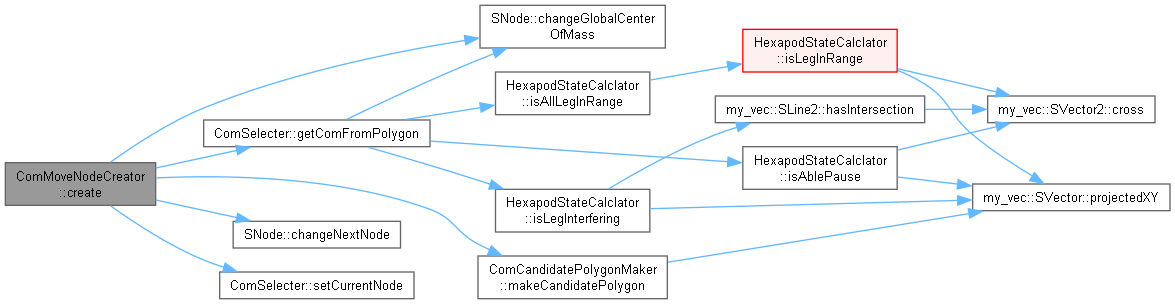 SNode::changeGlobalCenter
OfMass
HexapodStateCalclator
::isLegInRange
HexapodStateCalclator
::isAllLegInRange
my_vec::SLine2::hasIntersection
my_vec::SVector2::cross
ComSelecter::getComFromPolygon
HexapodStateCalclator
::isAblePause
ComMoveNodeCreator
::create
HexapodStateCalclator
::isLegInterfering
my_vec::SVector::projectedXY
SNode::changeNextNode
ComCandidatePolygonMaker
::makeCandidatePolygon
ComSelecter::setCurrentNode